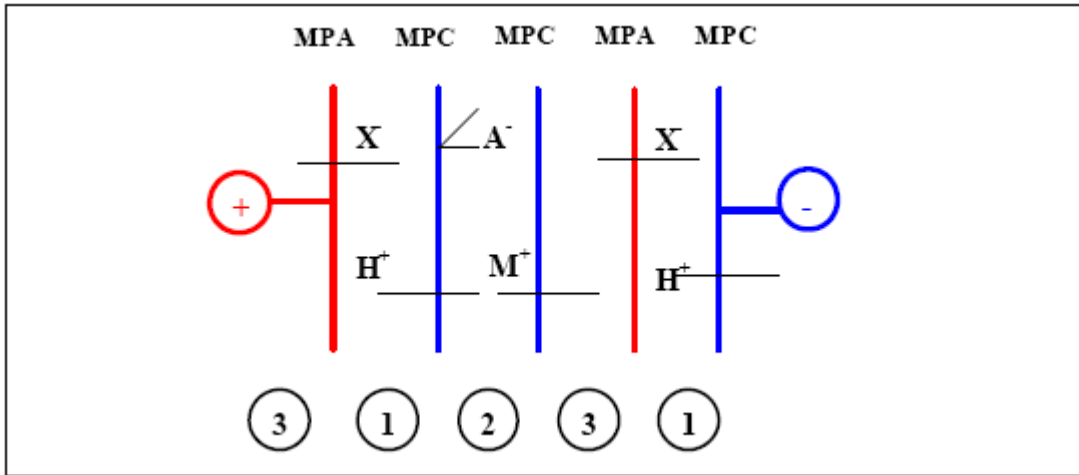 MPA MPC MPC MPA MPC
X⁻ A⁻ X⁻
+ -
H⁺ M⁺ H⁺
3 1 2 3 1